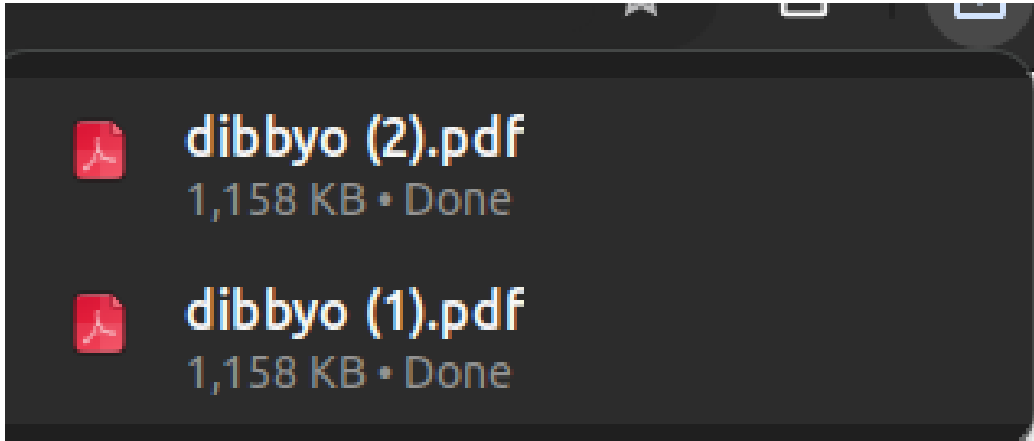 dibbyo (2).pdf
1,158 KB • Done
dibbyo (1).pdf
1,158 KB • Done